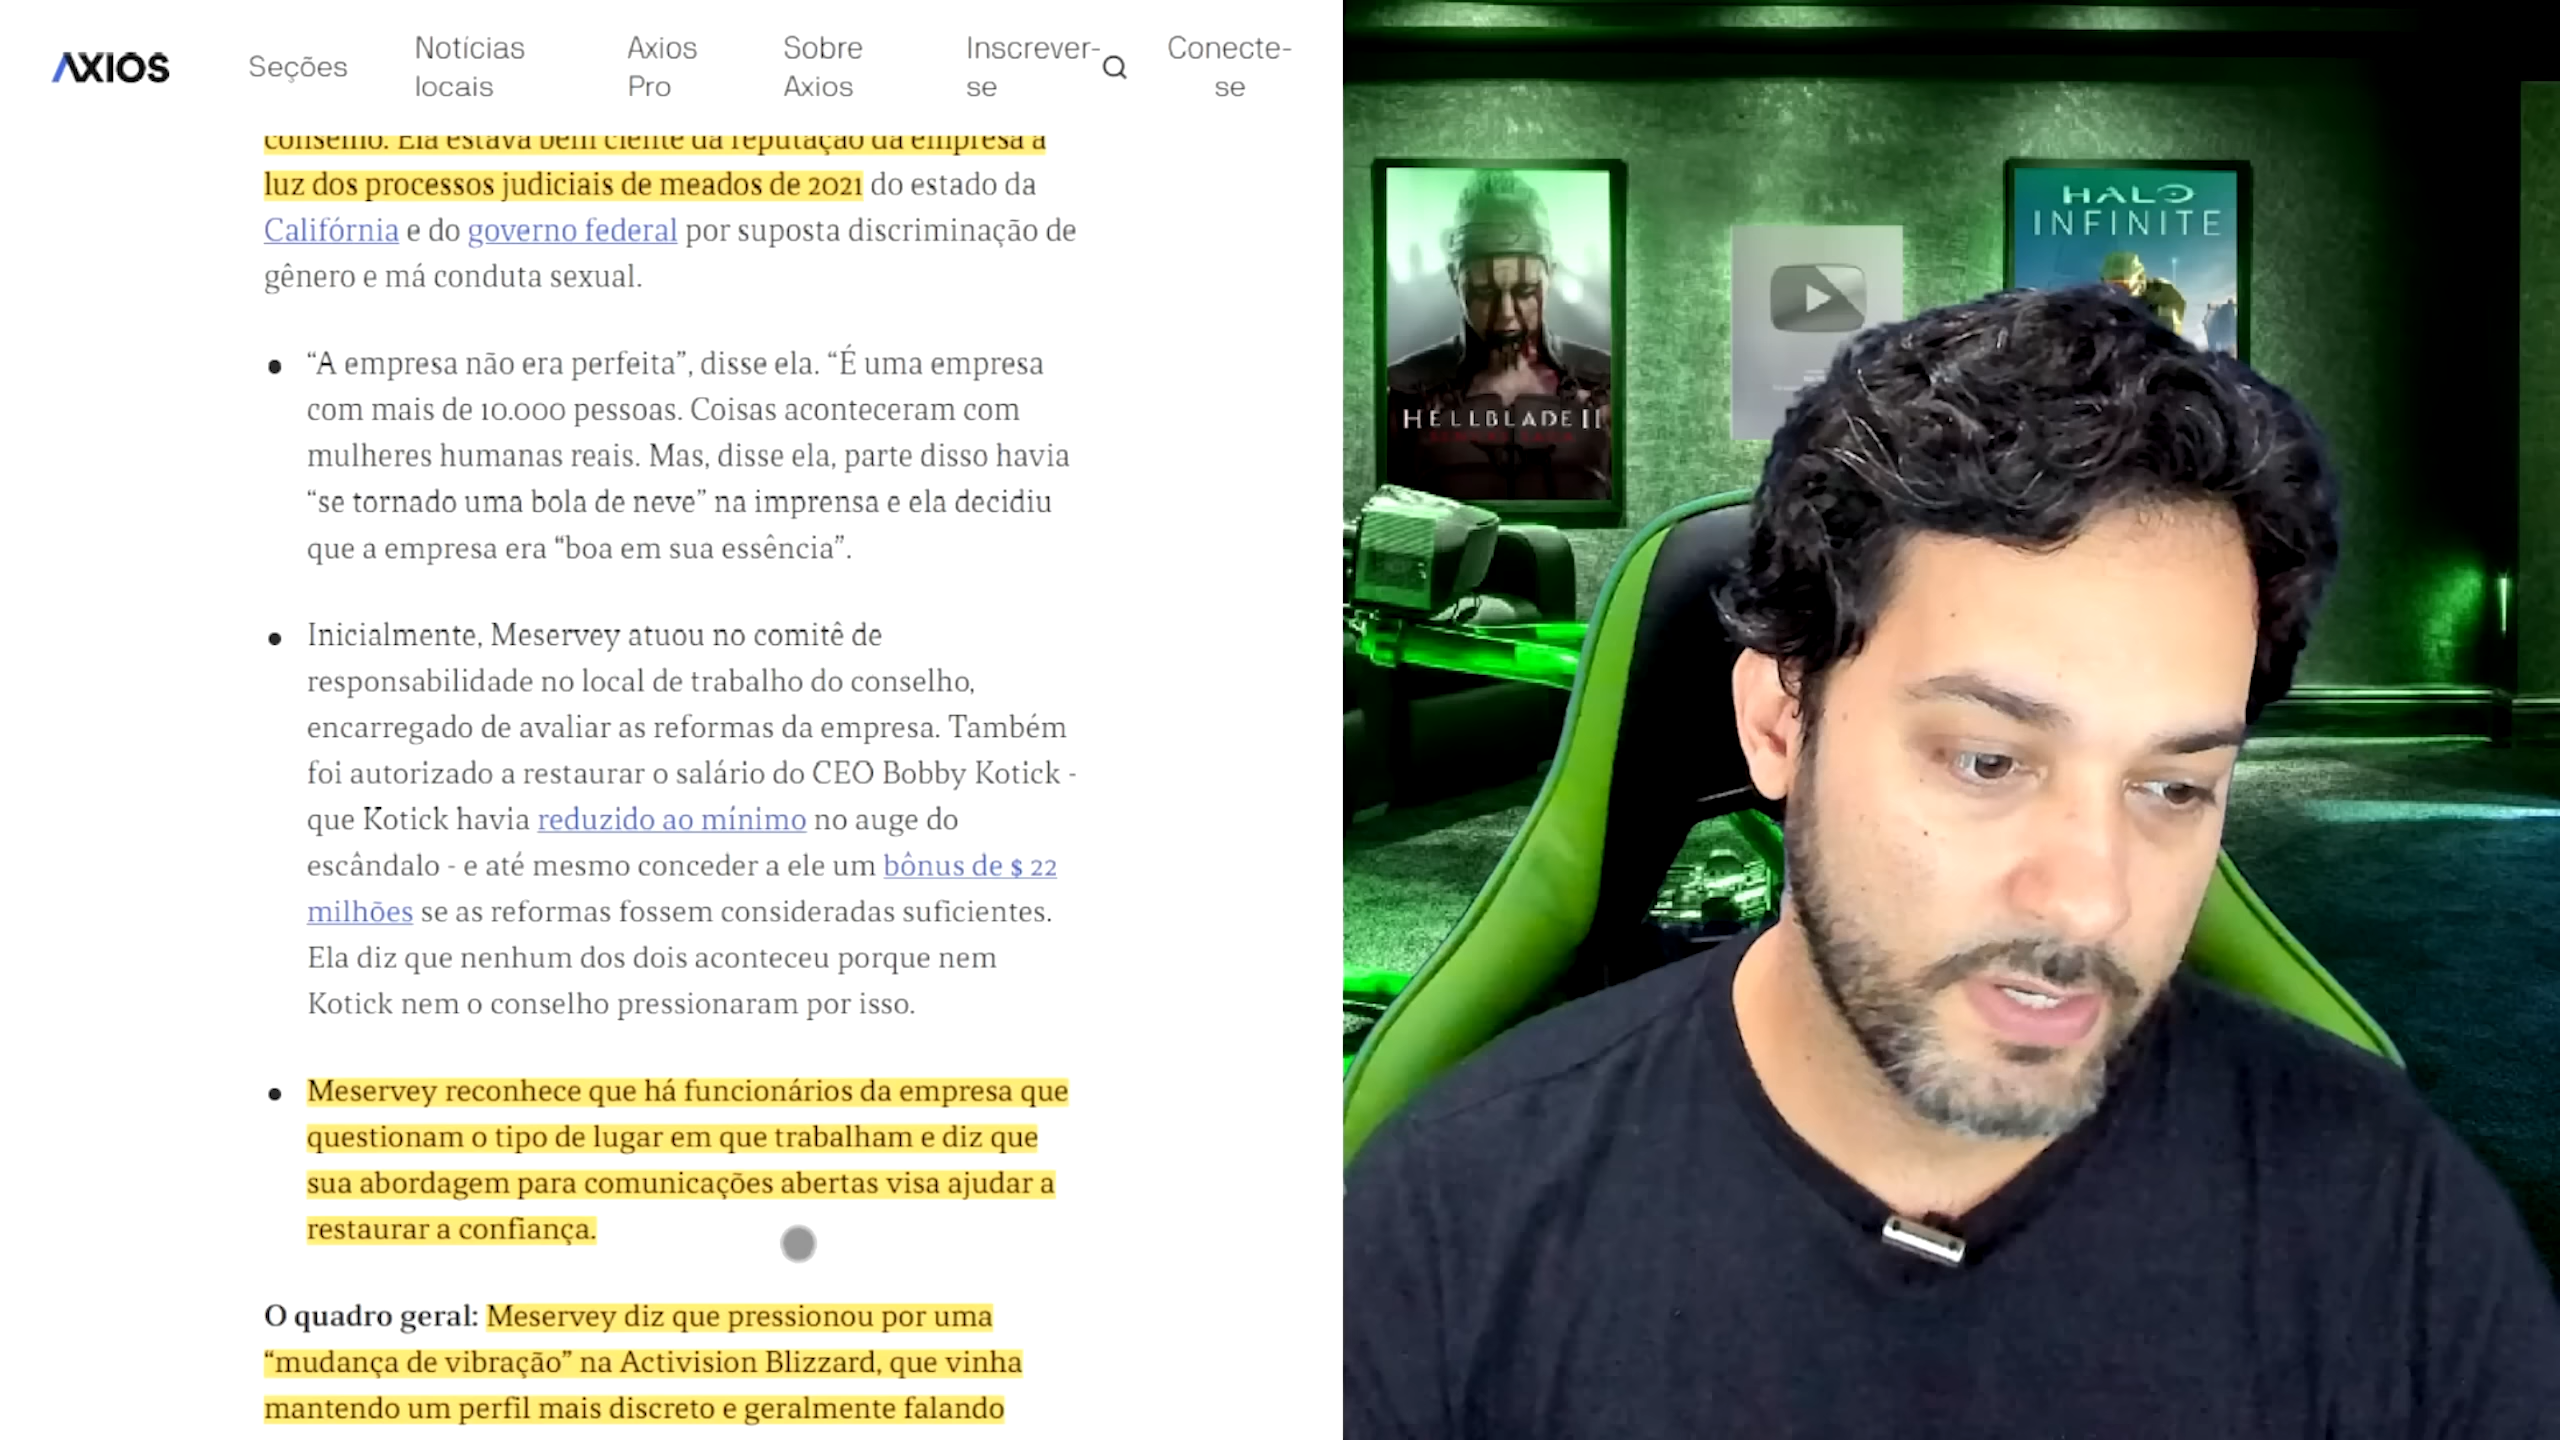 AXIOS
Seções
Notícias
locais
Axios
Pro
Sobre
Axios
Inscrever-
se
Conecte-
se
conselho. Ela estava bem ciente da reputação da empresa à
luz dos processos judiciais de meados de 2021 do estado da
Califórnia e do governo federal por suposta discriminação de
gênero e má conduta sexual.
• “A empresa não era perfeita”, disse ela. “É uma empresa
com mais de 10.000 pessoas. Coisas aconteceram com
mulheres humanas reais. Mas, disse ela, parte disso havia
“se tornado uma bola de neve” na imprensa e ela decidiu
que a empresa era “boa em sua essência”.
• Inicialmente, Meservey atuou no comitê de
responsabilidade no local de trabalho do conselho,
encarregado de avaliar as reformas da empresa. Também
foi autorizado a restaurar o salário do CEO Bobby Kotick -
que Kotick havia reduzido ao mínimo no auge do
escândalo - e até mesmo conceder a ele um bônus de $ 22
milhões se as reformas fossem consideradas suficientes.
Ela diz que nenhum dos dois aconteceu porque nem
Kotick nem o conselho pressionaram por isso.
• Meservey reconhece que há funcionários da empresa que
questionam o tipo de lugar em que trabalham e diz que
sua abordagem para comunicações abertas visa ajudar a
restaurar a confiança.
O quadro geral: Meservey diz que pressionou por uma
“mudança de vibração” na Activision Blizzard, que vinha
mantendo um perfil mais discreto e geralmente falando
HELLBLADE II
HALO
INFINITE